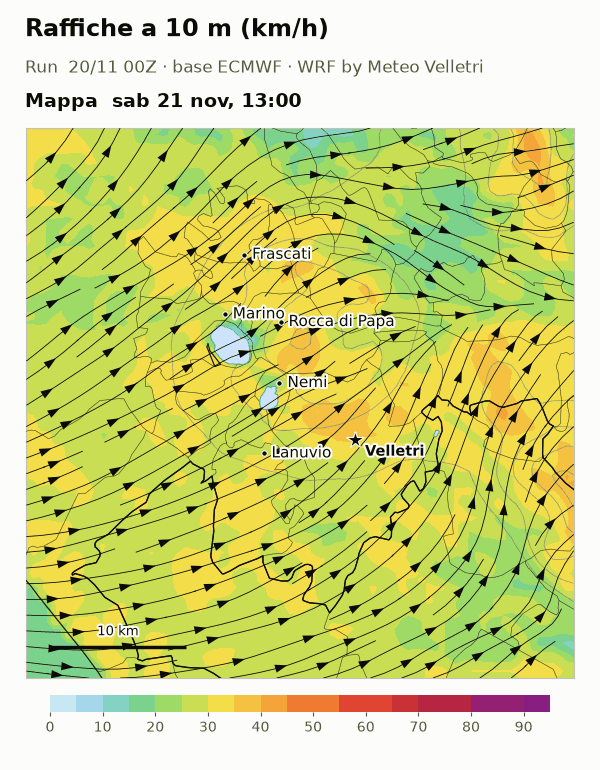 Raffiche a 10 m (km/h)
Run 20/11 00Z · base ECMWF · WRF by Meteo Velletri
Mappa sab 21 nov, 13:00
Frascati
Marino
Rocca di Papa
Nemi
Velletri
Lanuvio
10 km
0 10 20 30 40 50 60 70 80 90